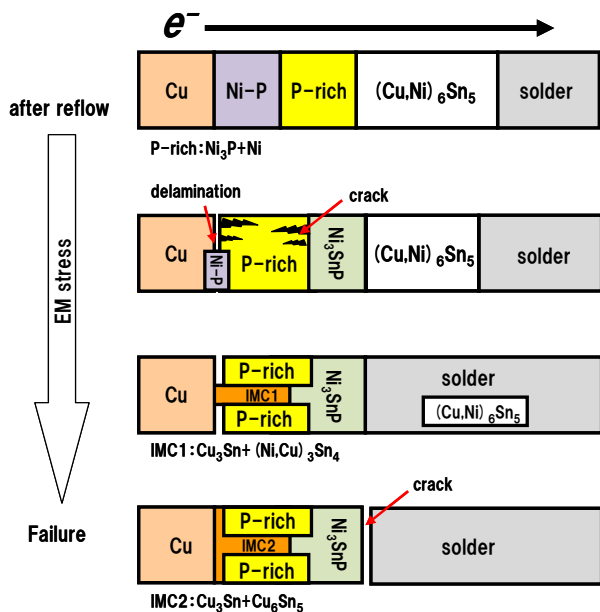 e⁻
after reflow
Cu
Ni-P
P-rich
(Cu,Ni)₆Sn₅
solder
P-rich:Ni₃P+Ni
delamination
crack
EM stress
Cu
Ni-P
P-rich
Ni₃SnP
(Cu,Ni)₆Sn₅
solder
Cu
P-rich
IMC1
P-rich
Ni₃SnP
solder
(Cu,Ni)₆Sn₅
IMC1:Cu₃Sn+(Ni,Cu)₃Sn₄
crack
Failure
Cu
P-rich
IMC2
P-rich
Ni₃SnP
solder
IMC2:Cu₃Sn+Cu₆Sn₅